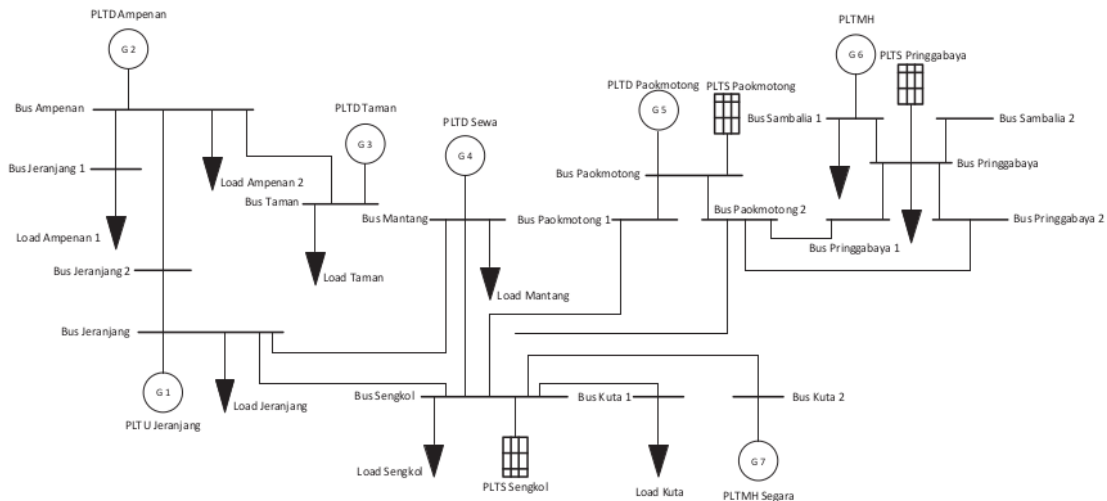 PLTD Ampenan
G 2
Bus Ampenan
PLTD Taman
G 3
Bus Jeranjang 1
Load Ampenan 2
Bus Taman
Load Ampenan 1
Bus Jeranjang 2
Load Taman
Bus Jeranjang
G 1
PLTU Jeranjang
Load Jeranjang
PLTD Sewa
G 4
Bus Mantang
Load Mantang
PLTD Paokmotong
G 5
PLTS Paokmotong
Bus Paokmotong
Bus Paokmotong 1
Bus Paokmotong 2
PLTMH
G 6
PLTS Pringgabaya
Bus Sambalia 1
Bus Sambalia 2
Bus Pringgabaya
Bus Pringgabaya 2
Bus Pringgabaya 1
Bus Sengkol
Bus Kuta 1
Bus Kuta 2
Load Sengkol
PLTS Sengkol
Load Kuta
G 7
PLTMH Segara